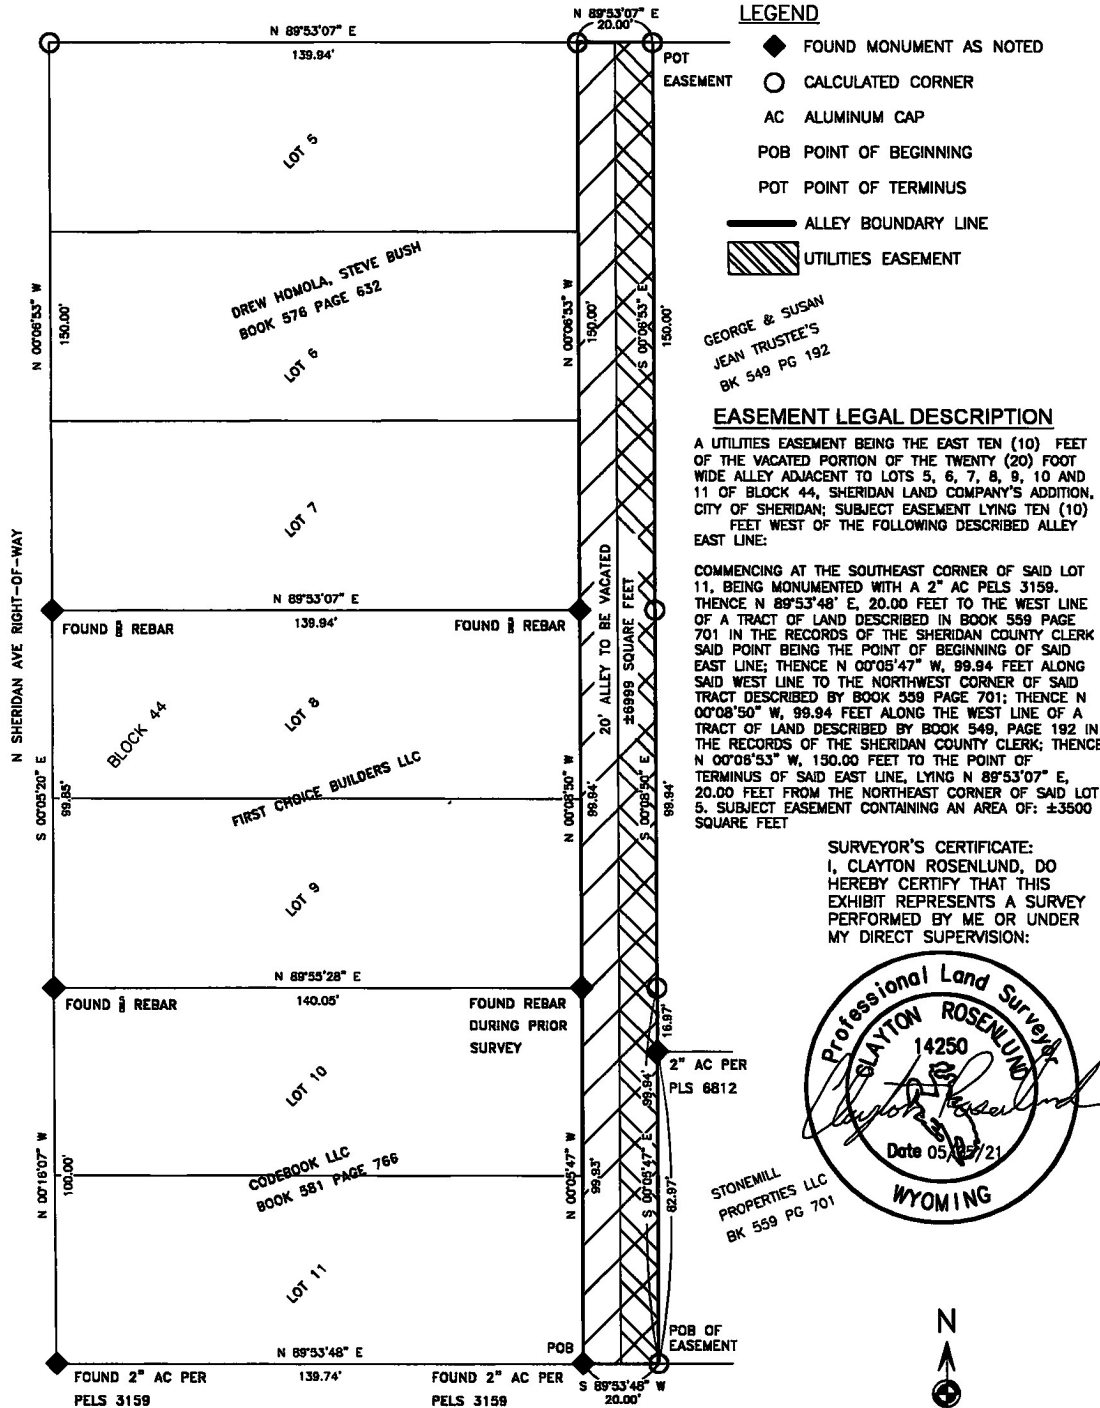 N 89°53'07" E
20.00'
N 89°53'07" E
139.94'
POT
EASEMENT
LEGEND
FOUND MONUMENT AS NOTED
CALCULATED CORNER
AC ALUMINUM CAP
POB POINT OF BEGINNING
POT POINT OF TERMINUS
ALLEY BOUNDARY LINE
UTILITIES EASEMENT
LOT 5
DREW HOMOLA, STEVE BUSH
BOOK 576 PAGE 632
LOT 6
N 00°06'53" W
150.00'
N 00°06'53" W
150.00'
S 00°06'53" E
150.00'
GEORGE & SUSAN
JEAN TRUSTEE'S
BK 549 PG 192
LOT 7
EASEMENT LEGAL DESCRIPTION
A UTILITIES EASEMENT BEING THE EAST TEN (10) FEET
OF THE VACATED PORTION OF THE TWENTY (20) FOOT
WIDE ALLEY ADJACENT TO LOTS 5, 6, 7, 8, 9, 10 AND
11 OF BLOCK 44, SHERIDAN LAND COMPANY'S ADDITION,
CITY OF SHERIDAN; SUBJECT EASEMENT LYING TEN (10)
FEET WEST OF THE FOLLOWING DESCRIBED ALLEY
EAST LINE:
COMMENCING AT THE SOUTHEAST CORNER OF SAID LOT
11, BEING MONUMENTED WITH A 2" AC PELS 3159.
THENCE N 89°53'48' E, 20.00 FEET TO THE WEST LINE
OF A TRACT OF LAND DESCRIBED IN BOOK 559 PAGE
701 IN THE RECORDS OF THE SHERIDAN COUNTY CLERK
SAID POINT BEING THE POINT OF BEGINNING OF SAID
EAST LINE; THENCE N 00°05'47" W, 99.94 FEET ALONG
SAID WEST LINE TO THE NORTHWEST CORNER OF SAID
TRACT DESCRIBED BY BOOK 559 PAGE 701; THENCE N
00°08'50" W, 99.94 FEET ALONG THE WEST LINE OF A
TRACT OF LAND DESCRIBED BY BOOK 549, PAGE 192 IN
THE RECORDS OF THE SHERIDAN COUNTY CLERK; THENCE
N 00°06'53" W, 150.00 FEET TO THE POINT OF
TERMINUS OF SAID EAST LINE, LYING N 89°53'07" E,
20.00 FEET FROM THE NORTHEAST CORNER OF SAID LOT
5. SUBJECT EASEMENT CONTAINING AN AREA OF: ±3500
SQUARE FEET
N SHERIDAN AVE RIGHT-OF-WAY
N 89°53'07" E
139.94'
FOUND REBAR
FOUND REBAR
20' ALLEY TO BE VACATED
±6999 SQUARE FEET
LOT 8
BLOCK 44
FIRST CHOICE BUILDERS LLC
S 00°05'20" E
99.85'
N 00°08'50" W
99.94'
S 00°08'50" E
99.94'
LOT 9
SURVEYOR'S CERTIFICATE:
I, CLAYTON ROSENLUND, DO
HEREBY CERTIFY THAT THIS
EXHIBIT REPRESENTS A SURVEY
PERFORMED BY ME OR UNDER
MY DIRECT SUPERVISION:
Professional Land Surveyor
CLAYTON ROSENLUND
14250
Clayton Rosenlund
Date 05/ /21
WYOMING
N 89°55'28" E
140.05'
FOUND REBAR
FOUND REBAR
DURING PRIOR
SURVEY
16.97'
2" AC PER
PLS 6812
LOT 10
CODEBOOK LLC
BOOK 581 PAGE 766
N 00°16'07" W
100.00'
N 00°05'47" W
99.93'
S 00°05'47" E
99.94'
82.97'
STONEMILL
PROPERTIES LLC
BK 559 PG 701
LOT 11
POB
POB OF
EASEMENT
N 89°53'48" E
139.74'
FOUND 2" AC PER
PELS 3159
FOUND 2" AC PER
PELS 3159
S 89°53'48" W
20.00'
N